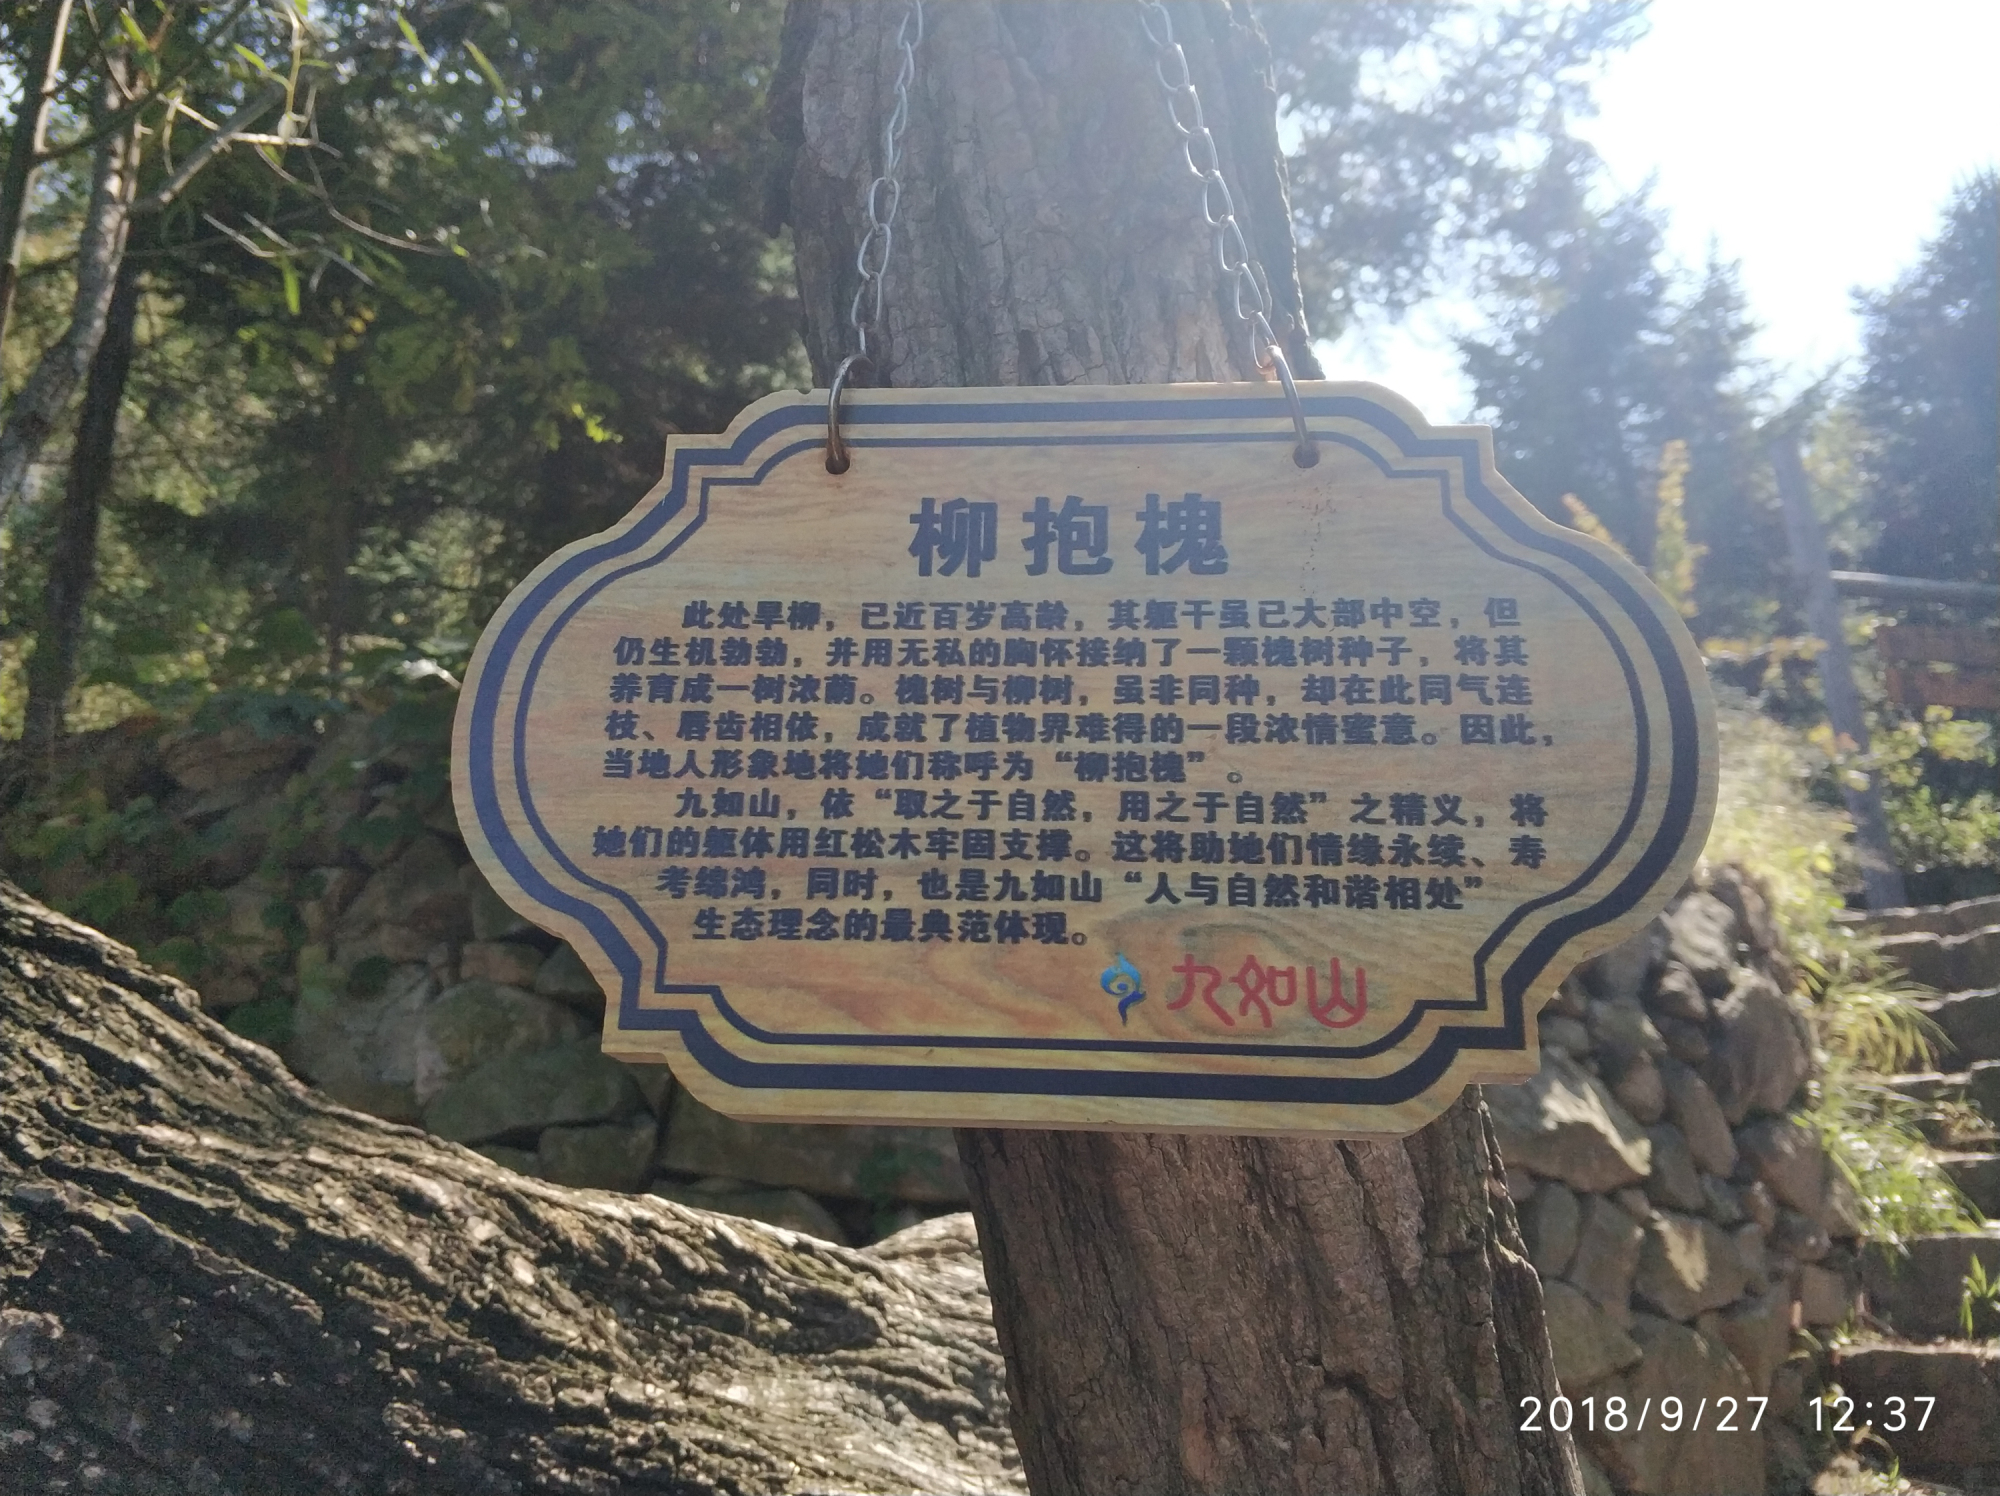 柳抱槐
此处旱柳，已近百岁高龄，其躯干虽已大部中空，但
仍生机勃勃，并用无私的胸怀接纳了一颗槐树种子，将其
养育成一树浓荫。槐树与柳树，虽非同种，却在此同气连
枝、唇齿相依，成就了植物界难得的一段浓情蜜意。因此，
当地人形象地将她们称呼为“柳抱槐”。
九如山，依“取之于自然，用之于自然”之精义，将
她们的躯体用红松木牢固支撑。这将助她们情缘永续、寿
考绵鸿，同时，也是九如山“人与自然和谐相处”
生态理念的最典范体现。
九如山
2018/9/27 12:37